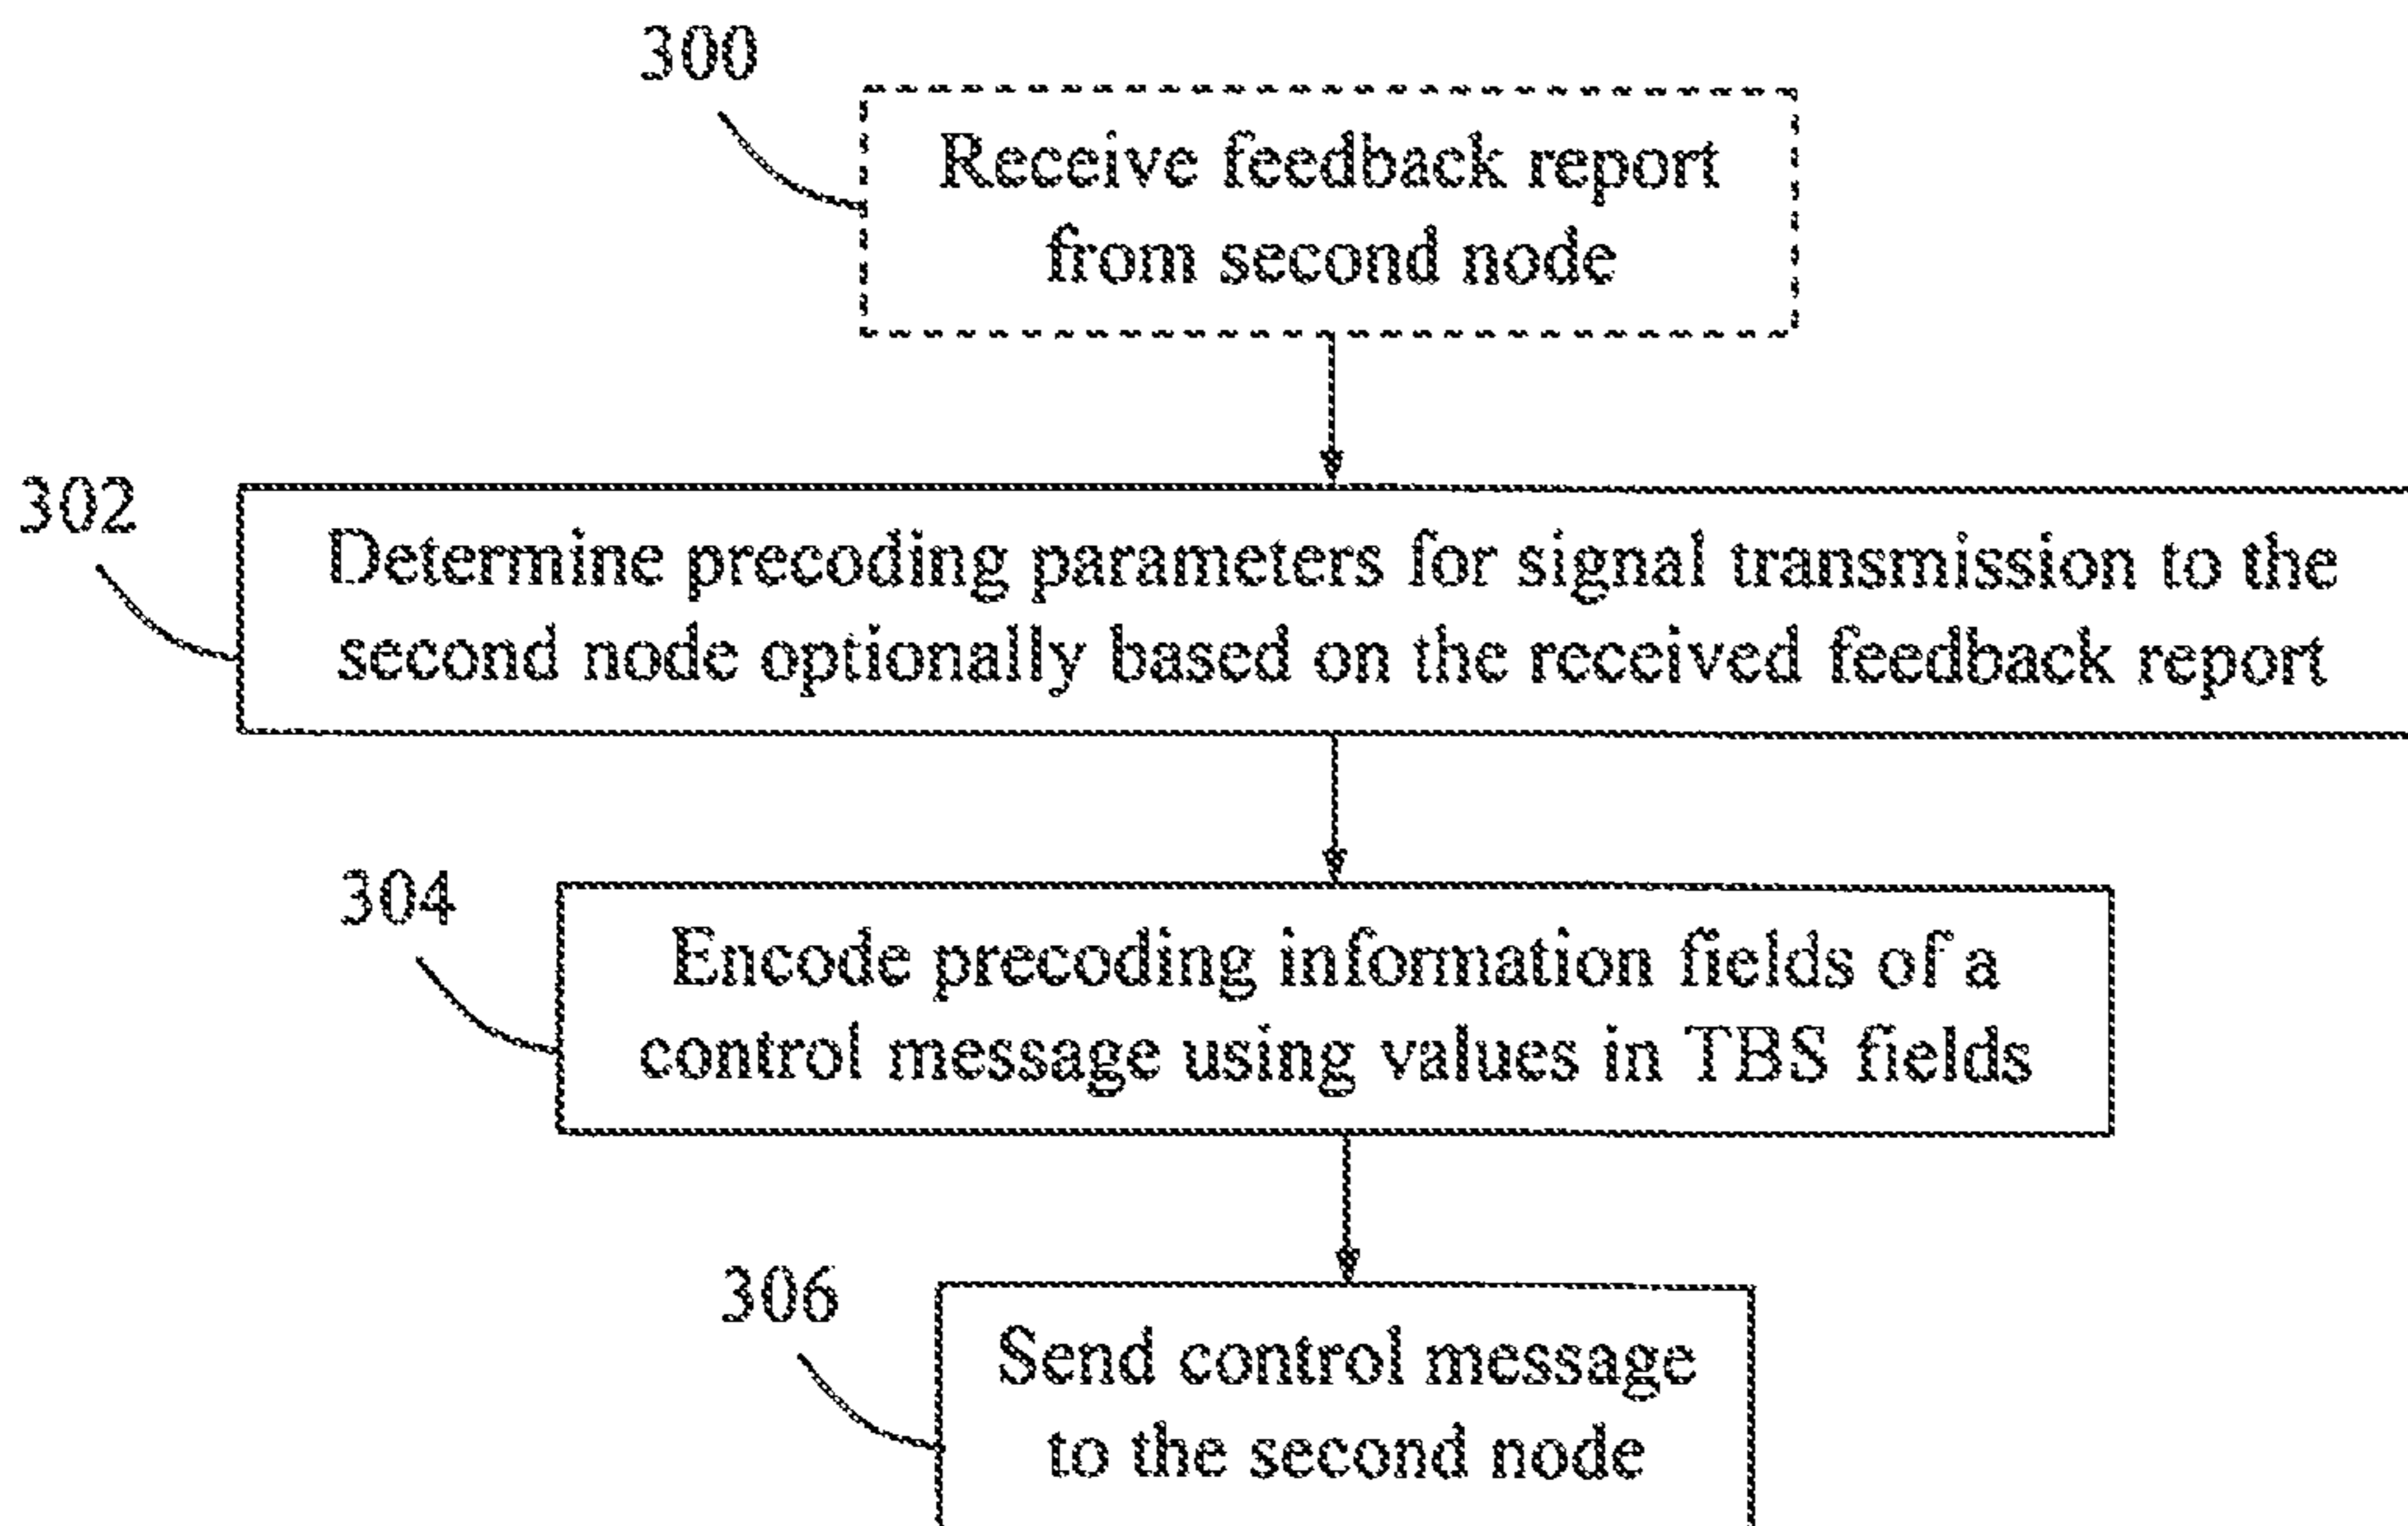 300
Receive feedback report
from second node
302
Determine precoding parameters for signal transmission to the
second node optionally based on the received feedback report
304
Encode precoding information fields of a
control message using values in TBS fields
306
Send control message
to the second node